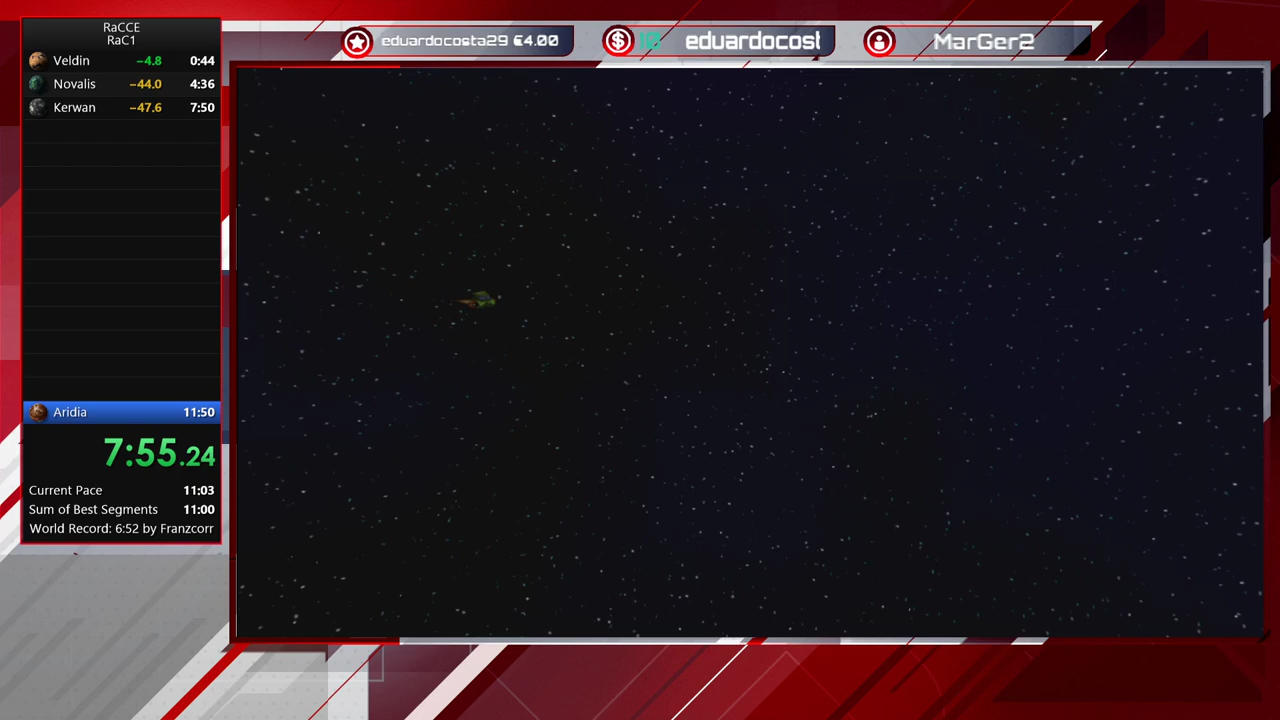 RaCCE
RaC1
Veldin −4.8 0:44
Novalis −44.0 4:36
Kerwan −47.6 7:50
Aridia 11:50
7:55.24
Current Pace 11:03
Sum of Best Segments 11:00
World Record: 6:52 by Franzcorr
eduardocosta29 €4.00
10 eduardocost
MarGer2